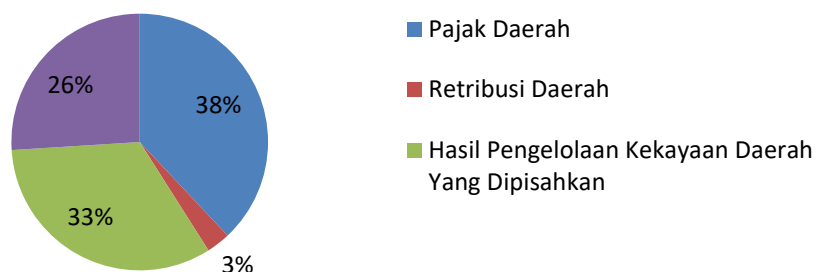 26%
38%
33%
3%
Pajak Daerah
Retribusi Daerah
Hasil Pengelolaan Kekayaan Daerah
Yang Dipisahkan